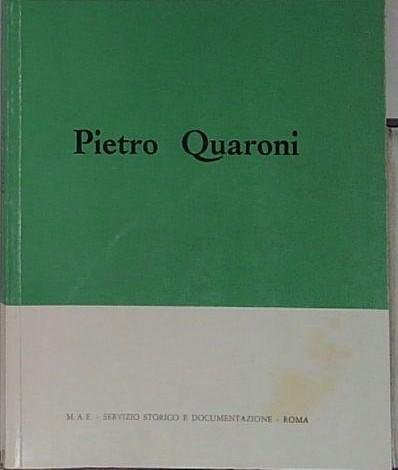 Pietro Quaroni
M. A. E. - SERVIZIO STORICO E DOCUMENTAZIONE - ROMA